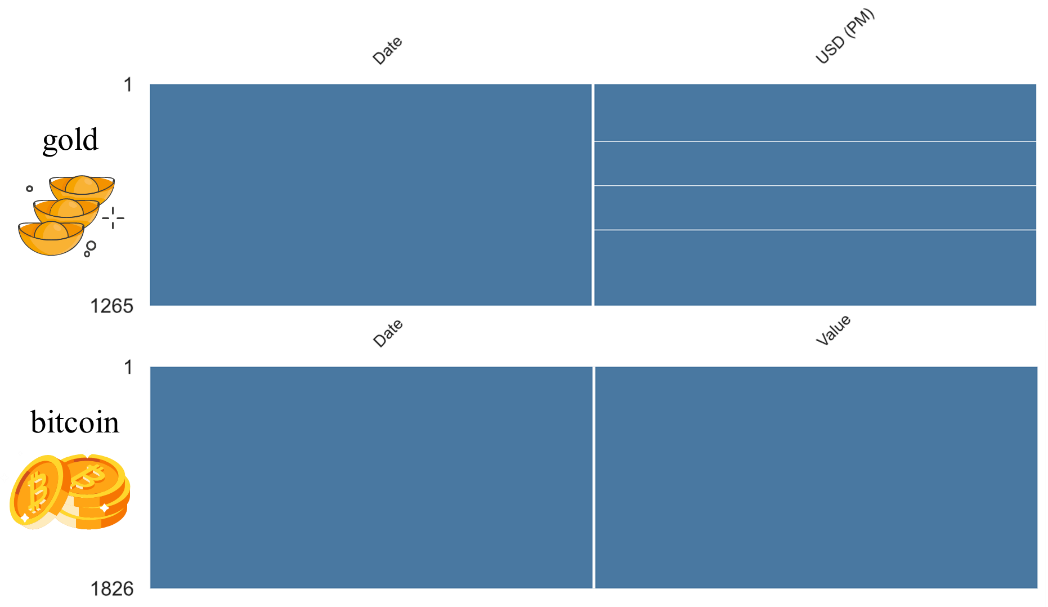 Date USD (PM)
1
gold
1265
Date Value
1
bitcoin
1826